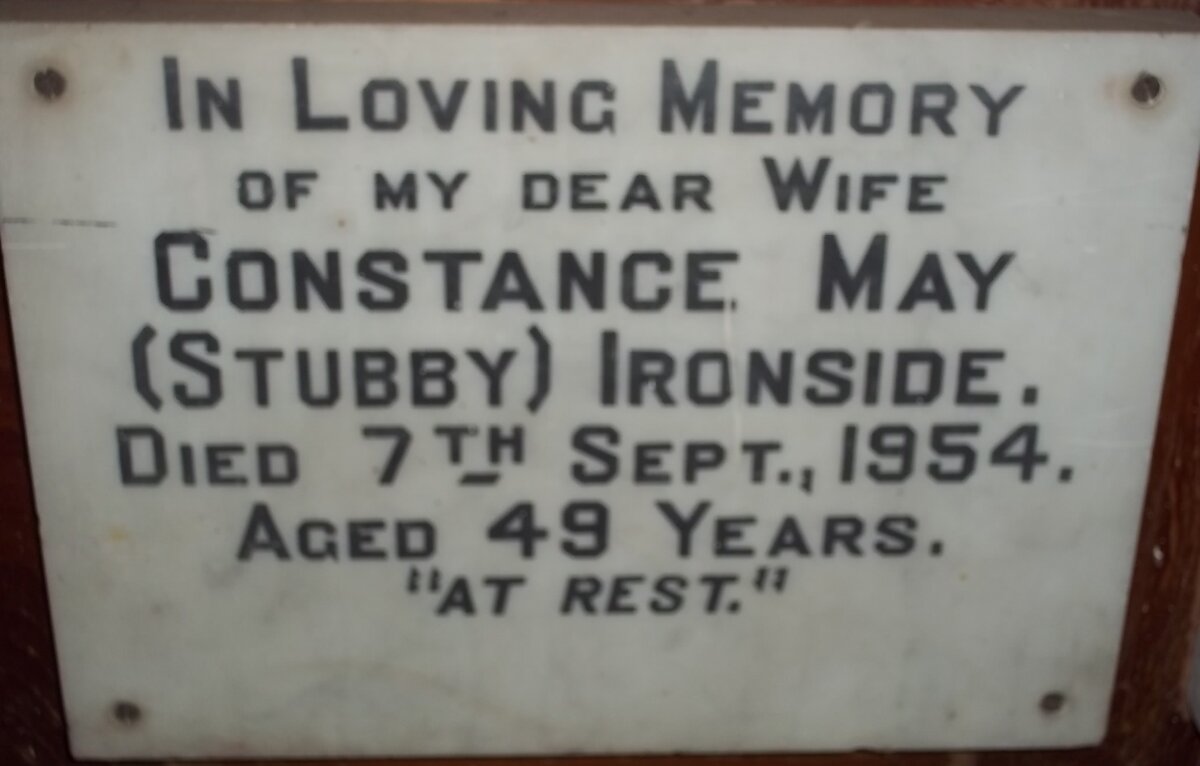 In Loving Memory
of my dear Wife
Constance May
(Stubby) Ironside.
Died 7TH Sept., 1954.
Aged 49 Years.
"At rest."